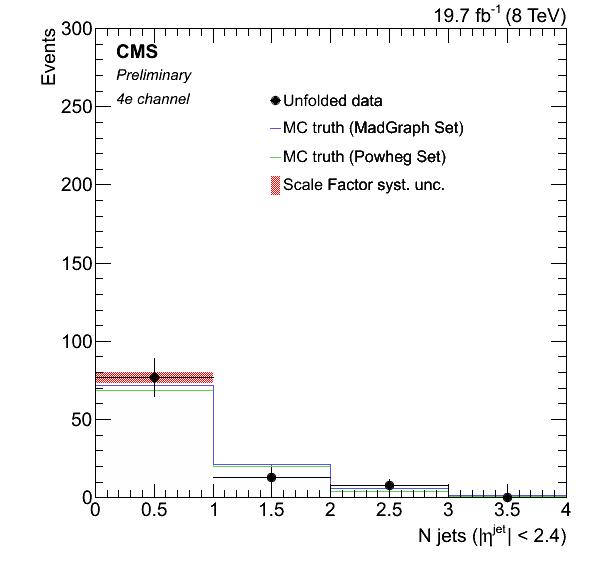 19.7 fb⁻¹ (8 TeV)
Events
CMS
Preliminary
4e channel
Unfolded data
MC truth (MadGraph Set)
MC truth (Powheg Set)
Scale Factor syst. unc.
300
250
200
150
100
50
0
0 0.5 1 1.5 2 2.5 3 3.5 4
N jets (|η^jet| < 2.4)